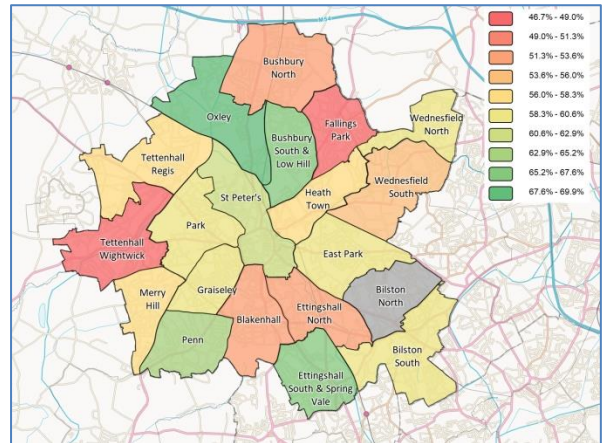 46.7% - 49.0%
49.0% - 51.3%
51.3% - 53.6%
53.6% - 56.0%
56.0% - 58.3%
58.3% - 60.6%
60.6% - 62.9%
62.9% - 65.2%
65.2% - 67.6%
67.6% - 69.9%
Bushbury
North
Oxley
Bushbury
South &
Low Hill
Fallings
Park
Wednesfield
North
Tettenhall
Regis
Wednesfield
South
St Peter's
Heath
Town
Park
Tettenhall
Wightwick
East Park
Merry
Hill
Graiseley
Bilston
North
Blakenhall
Ettingshall
North
Penn
Bilston
South
Ettingshall
South & Spring
Vale